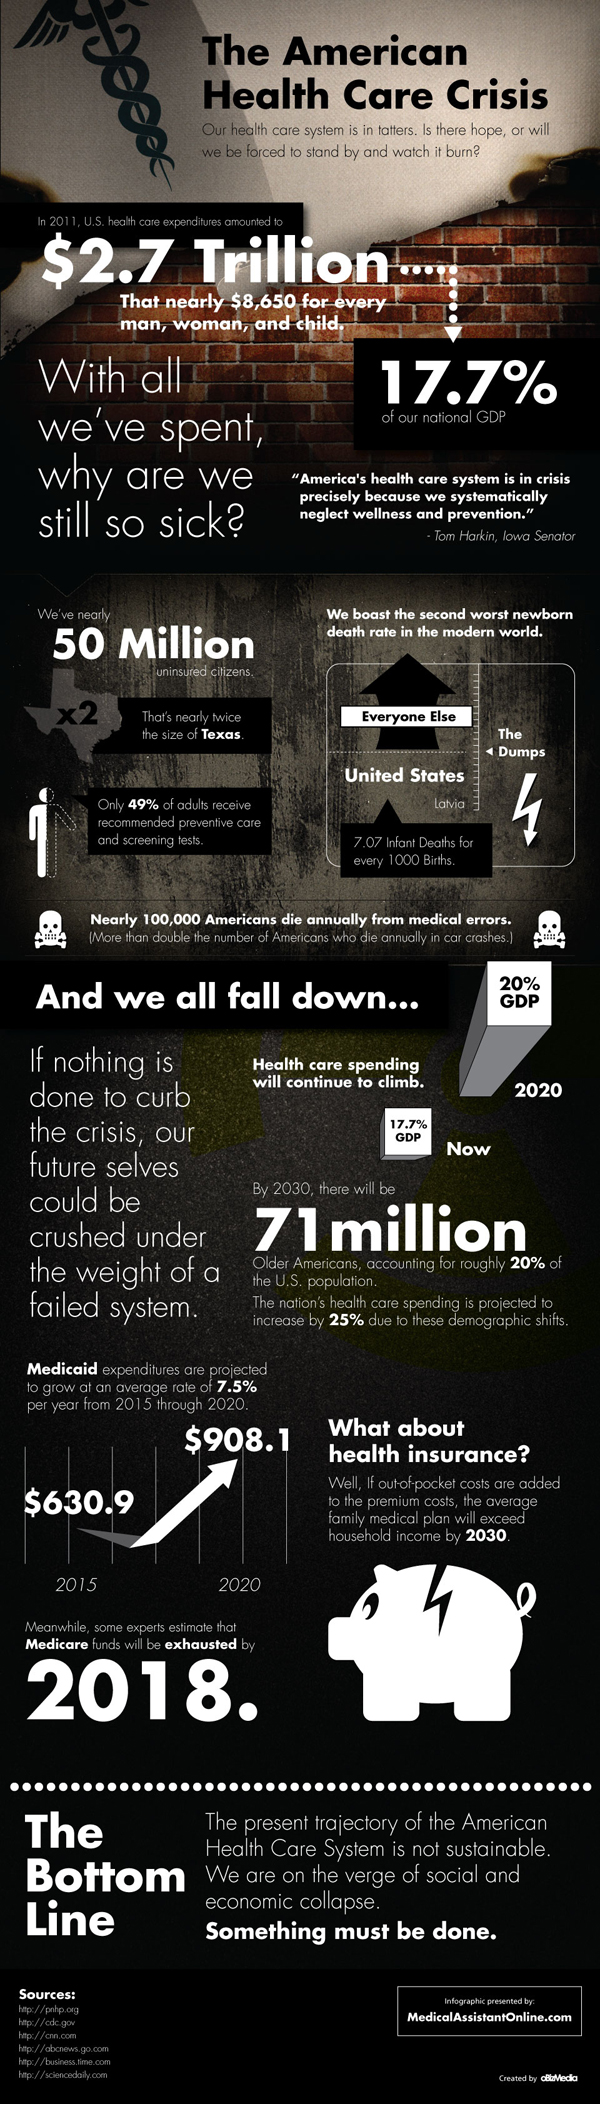 The American
Health Care Crisis
Our health care system is in tatters. Is there hope, or will
we be forced to stand by and watch it burn?
In 2011, U.S. health care expenditures amounted to
$2.7 Trillion
That nearly $8,650 for every
man, woman, and child.
17.7%
of our national GDP
With all
we've spent,
why are we
still so sick?
“America's health care system is in crisis
precisely because we systematically
neglect wellness and prevention.”
- Tom Harkin, Iowa Senator
We've nearly
50 Million
uninsured citizens.
x2
That's nearly twice
the size of Texas.
Only 49% of adults receive
recommended preventive care
and screening tests.
We boast the second worst newborn
death rate in the modern world.
Everyone Else
The
Dumps
United States
Latvia
7.07 Infant Deaths for
every 1000 Births.
Nearly 100,000 Americans die annually from medical errors.
(More than double the number of Americans who die annually in car crashes.)
And we all fall down...
20%
GDP
2020
Health care spending
will continue to climb.
17.7%
GDP
Now
If nothing is
done to curb
the crisis, our
future selves
could be
crushed under
the weight of a
failed system.
By 2030, there will be
71million
Older Americans, accounting for roughly 20% of
the U.S. population.
The nation's health care spending is projected to
increase by 25% due to these demographic shifts.
Medicaid expenditures are projected
to grow at an average rate of 7.5%
per year from 2015 through 2020.
$908.1
$630.9
2015
2020
What about
health insurance?
Well, If out-of-pocket costs are added
to the premium costs, the average
family medical plan will exceed
household income by 2030.
Meanwhile, some experts estimate that
Medicare funds will be exhausted by
2018.
The
Bottom
Line
The present trajectory of the American
Health Care System is not sustainable.
We are on the verge of social and
economic collapse.
Something must be done.
Sources:
http://pnhp.org
http://cdc.gov
http://cnn.com
http://abcnews.go.com
http://business.time.com
http://sciencedaily.com
Infographic presented by:
MedicalAssistantOnline.com
Created by oBizMedia